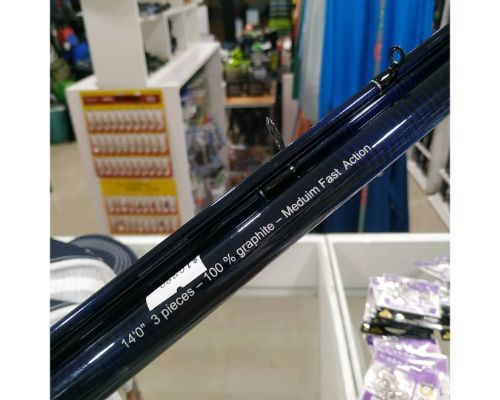 14'0" 3 pieces – 100 % graphite – Meduim Fast Action